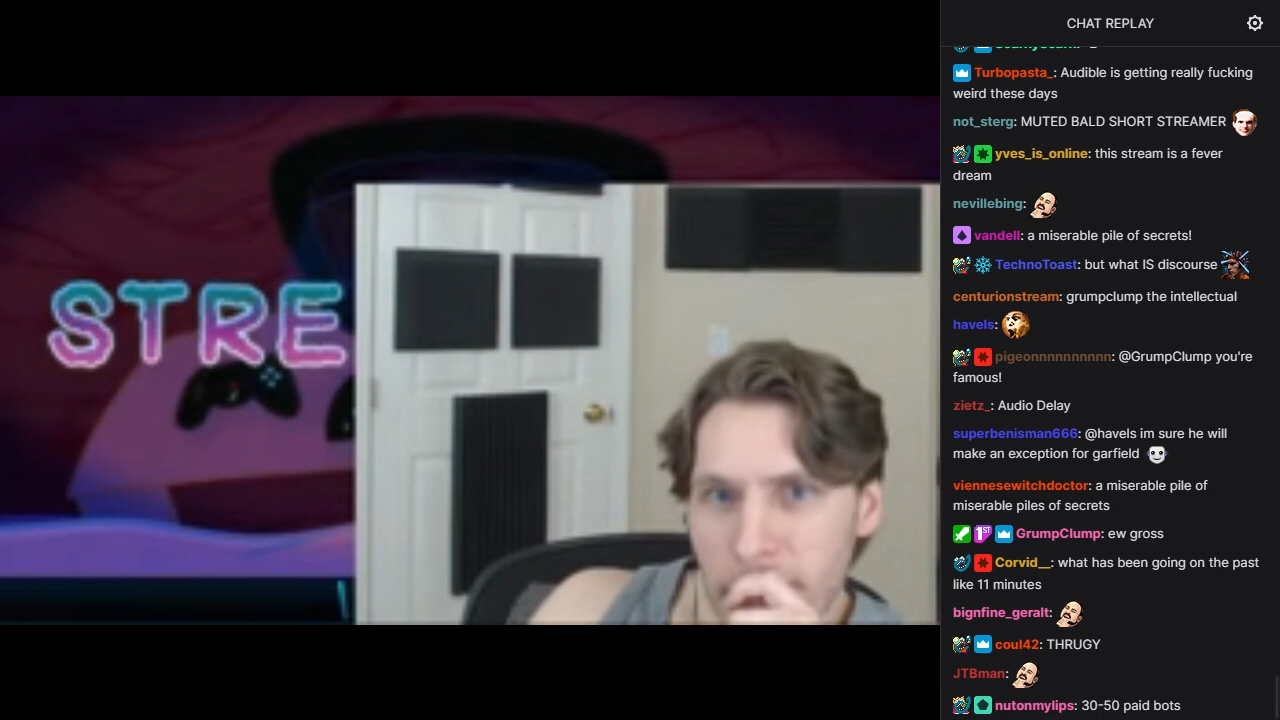 CHAT REPLAY
Turbopasta_: Audible is getting really fucking
weird these days
not_sterg: MUTED BALD SHORT STREAMER
yves_is_online: this stream is a fever
dream
nevillebing:
vandell: a miserable pile of secrets!
TechnoToast: but what IS discourse
centurionstream: grumpclump the intellectual
havels:
pigeonnnnnnnnnn: @GrumpClump you're
famous!
zietz_: Audio Delay
superbenisman666: @havels im sure he will
make an exception for garfield
viennesewitchdoctor: a miserable pile of
miserable piles of secrets
1ST GrumpClump: ew gross
Corvid__: what has been going on the past
like 11 minutes
bignfine_geralt:
coul42: THRUGY
JTBman:
nutonmylips: 30-50 paid bots
STRE